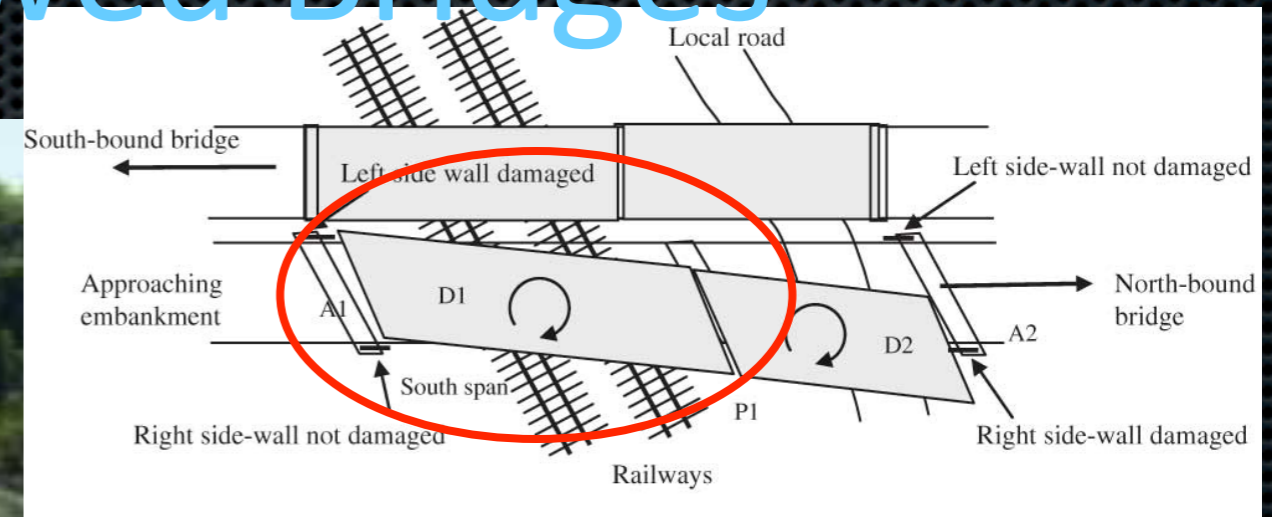 Bridges
Local road
South-bound bridge
Left side wall damaged
Left side-wall not damaged
Approaching
embankment
A1
D1
North-bound
bridge
D2
A2
South span
P1
Right side-wall not damaged
Right side-wall damaged
Railways